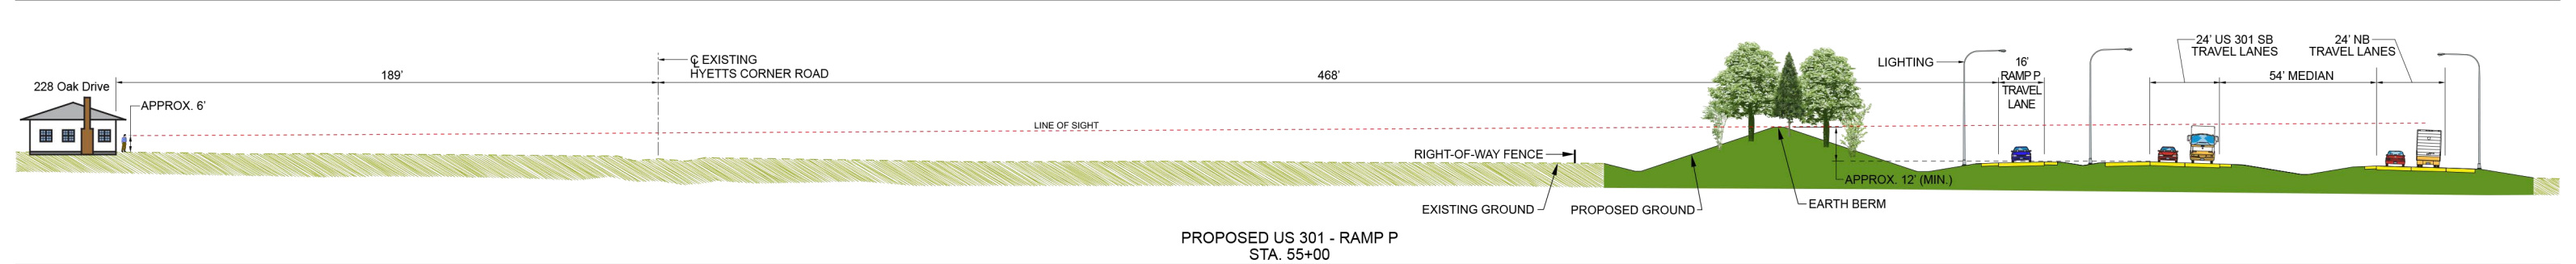 228 Oak Drive
APPROX. 6'
189'
℄ EXISTING
HYETTS CORNER ROAD
468'
LINE OF SIGHT
RIGHT-OF-WAY FENCE
EXISTING GROUND
PROPOSED GROUND
EARTH BERM
APPROX. 12' (MIN.)
LIGHTING
16'
RAMP P
TRAVEL
LANE
24' US 301 SB
TRAVEL LANES
54' MEDIAN
24' NB
TRAVEL LANES
PROPOSED US 301 - RAMP P
STA. 55+00